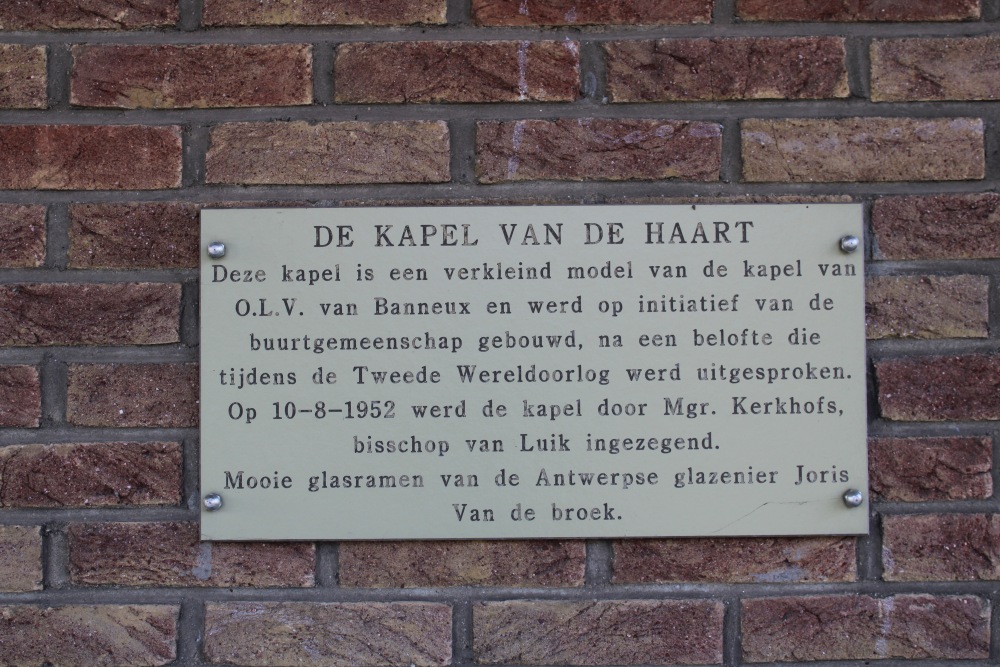 DE KAPEL VAN DE HAART
Deze kapel is een verkleind model van de kapel van
O.L.V. van Banneux en werd op initiatief van de
buurtgemeenschap gebouwd, na een belofte die
tijdens de Tweede Wereldoorlog werd uitgesproken.
Op 10-8-1952 werd de kapel door Mgr. Kerkhofs,
bisschop van Luik ingezegend.
Mooie glasramen van de Antwerpse glazenier Joris
Van de broek.